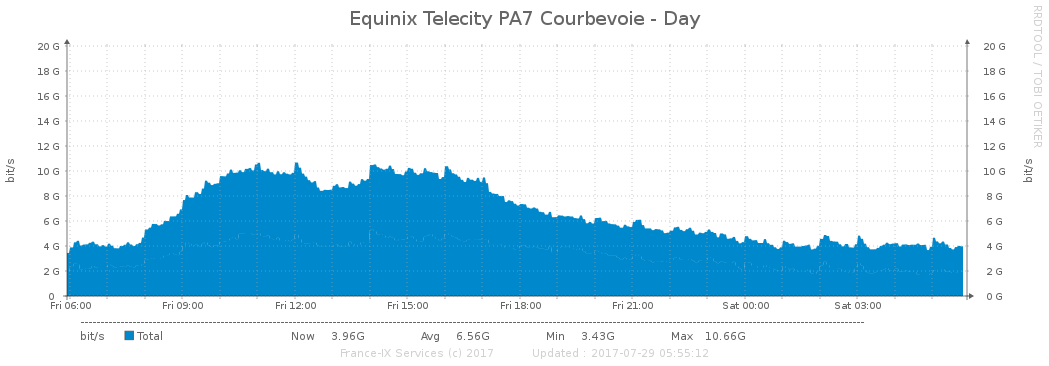 Equinix Telecity PA7 Courbevoie - Day
RRDTOOL / TOBI OETIKER
bit/s
bit/s
20 G 20 G
18 G 18 G
16 G 16 G
14 G 14 G
12 G 12 G
10 G 10 G
8 G 8 G
6 G 6 G
4 G 4 G
2 G 2 G
0 0 G
Fri 06:00 Fri 09:00 Fri 12:00 Fri 15:00 Fri 18:00 Fri 21:00 Sat 00:00 Sat 03:00
bit/s Total Now 3.96G Avg 6.56G Min 3.43G Max 10.66G
France-IX Services (c) 2017 Updated : 2017-07-29 05:55:12